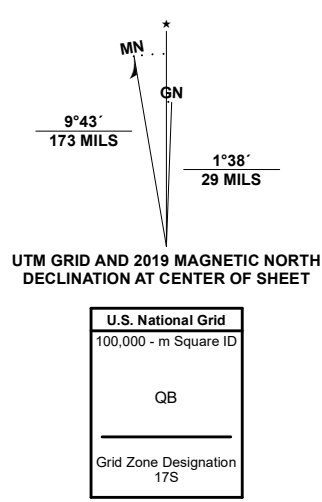 ★
MN
GN
9°43´
173 MILS
1°38´
29 MILS
UTM GRID AND 2019 MAGNETIC NORTH
DECLINATION AT CENTER OF SHEET
U.S. National Grid
100,000 - m Square ID
QB
Grid Zone Designation
17S